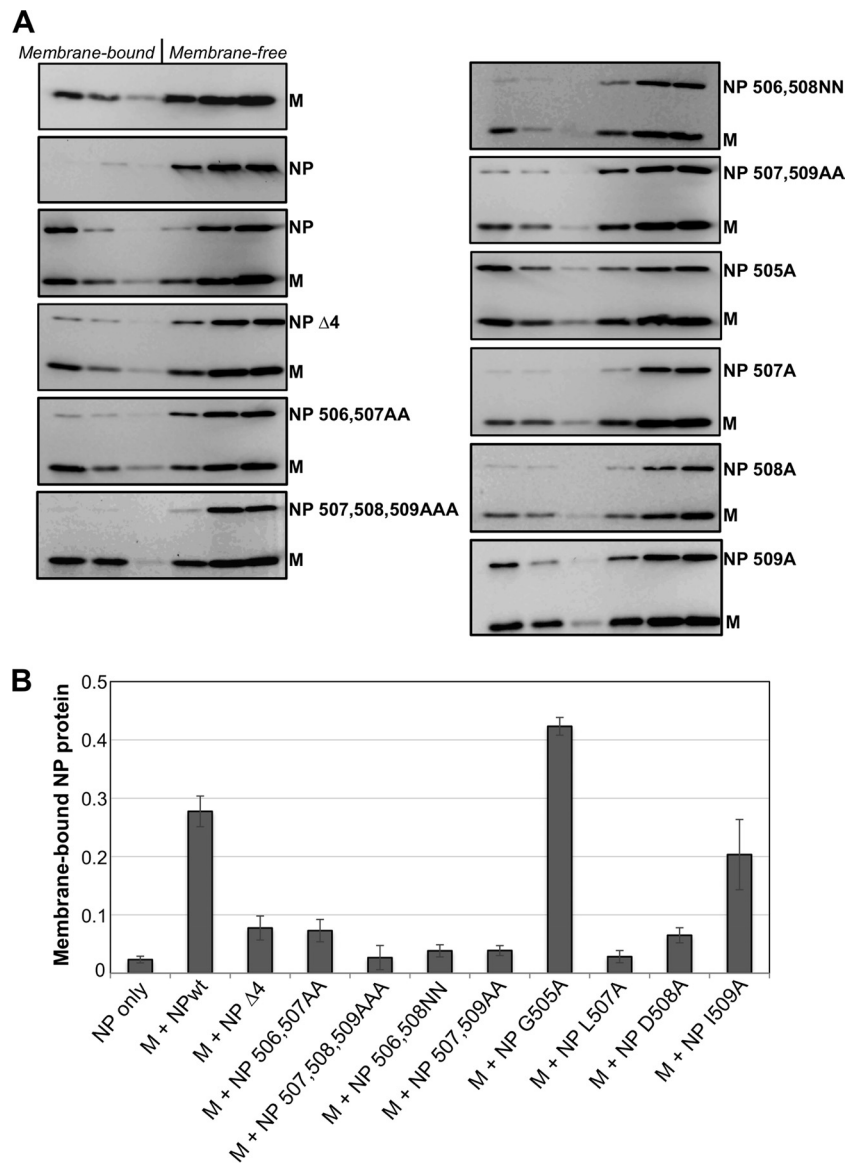 A
Membrane-bound | Membrane-free
M
NP
NP
M
NP Δ4
M
NP 506,507AA
M
NP 507,508,509AAA
M
NP 506,508NN
M
NP 507,509AA
M
NP 505A
M
NP 507A
M
NP 508A
M
NP 509A
M
B
Membrane-bound NP protein
0.5
0.4
0.3
0.2
0.1
0
NP only
M + NPwt
M + NP Δ4
M + NP 506,507AA
M + NP 507,508,509AAA
M + NP 506,508NN
M + NP 507,509AA
M + NP G505A
M + NP L507A
M + NP D508A
M + NP I509A